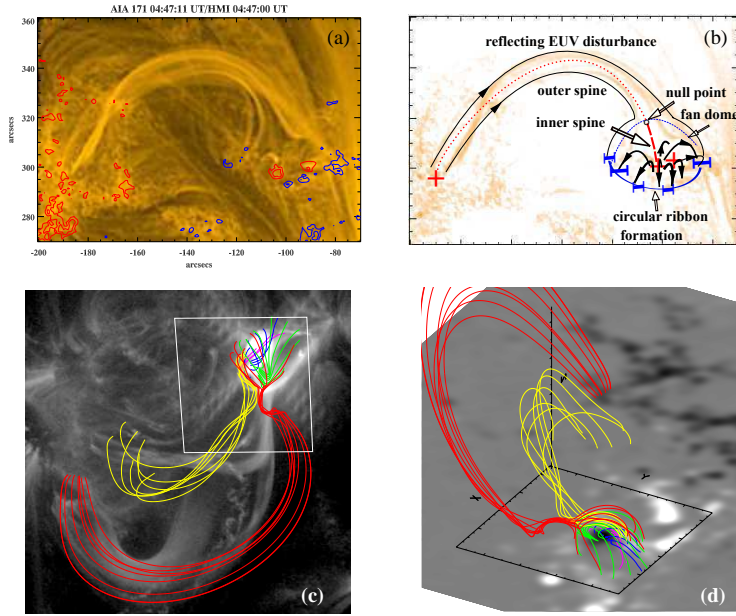 AIA 171 04:47:11 UT/HMI 04:47:00 UT
(a)
360
340
320
300
280
arcsecs
-200
-180
-160
-140
-120
-100
-80
arcsecs
(b)
reflecting EUV disturbance
null point
outer spine
fan dome
inner spine
circular ribbon
formation
(c)
X
Y
(d)